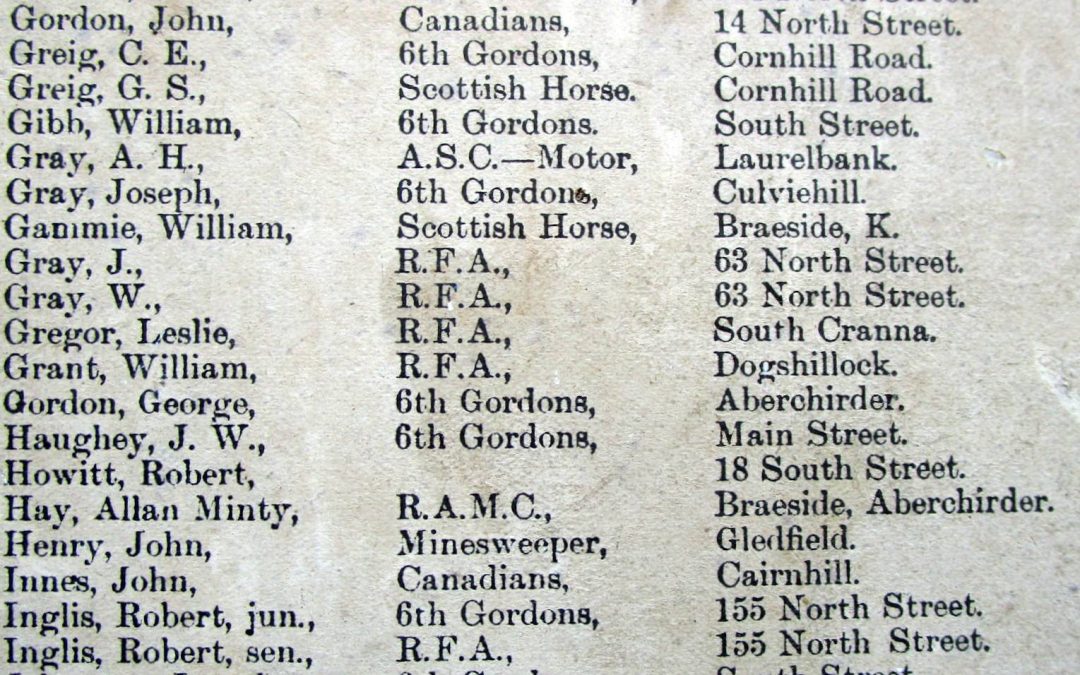 Gordon, John, Canadians, 14 North Street.
Greig, C. E., 6th Gordons, Cornhill Road.
Greig, G. S., Scottish Horse. Cornhill Road.
Gibb, William, 6th Gordons. South Street.
Gray, A. H., A.S.C.—Motor, Laurelbank.
Gray, Joseph, 6th Gordons, Culviehill.
Gammie, William, Scottish Horse, Braeside, K.
Gray, J., R.F.A., 63 North Street.
Gray, W., R.F.A., 63 North Street.
Gregor, Leslie, R.F.A., South Cranna.
Grant, William, R.F.A., Dogshillock.
Gordon, George, 6th Gordons, Aberchirder.
Haughey, J. W., 6th Gordons, Main Street.
Howitt, Robert, 18 South Street.
Hay, Allan Minty, R.A.M.C., Braeside, Aberchirder.
Henry, John, Minesweeper, Gledfield.
Innes, John, Canadians, Cairnhill.
Inglis, Robert, jun., 6th Gordons, 155 North Street.
Inglis, Robert, sen., R.F.A., 155 North Street.